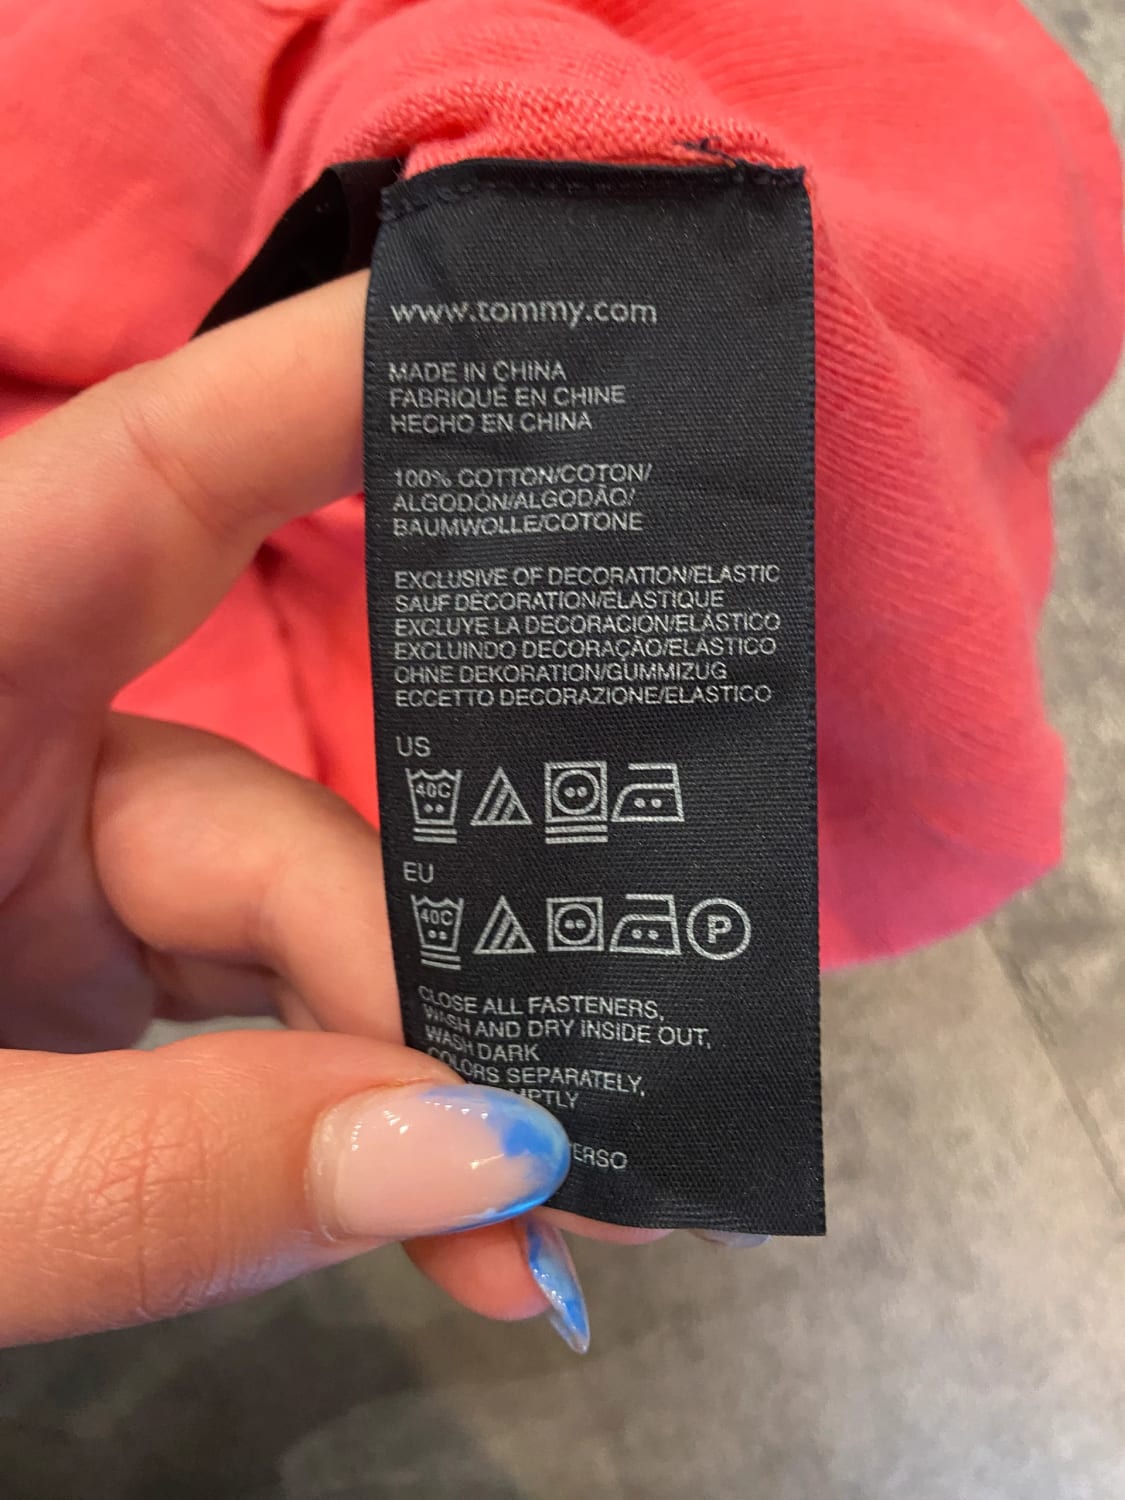 www.tommy.com
MADE IN CHINA
FABRIQUÉ EN CHINE
HECHO EN CHINA
100% COTTON/COTON/
ALGODÓN/ALGODÃO/
BAUMWOLLE/COTONE
EXCLUSIVE OF DECORATION/ELASTIC
SAUF DÉCORATION/ÉLASTIQUE
EXCLUYE LA DECORACIÓN/ELÁSTICO
EXCLUINDO DECORAÇÃO/ELÁSTICO
OHNE DEKORATION/GUMMIZUG
ECCETTO DECORAZIONE/ELASTICO
US
40C
EU
40C
P
CLOSE ALL FASTENERS,
WASH AND DRY INSIDE OUT,
WASH DARK
COLORS SEPARATELY,